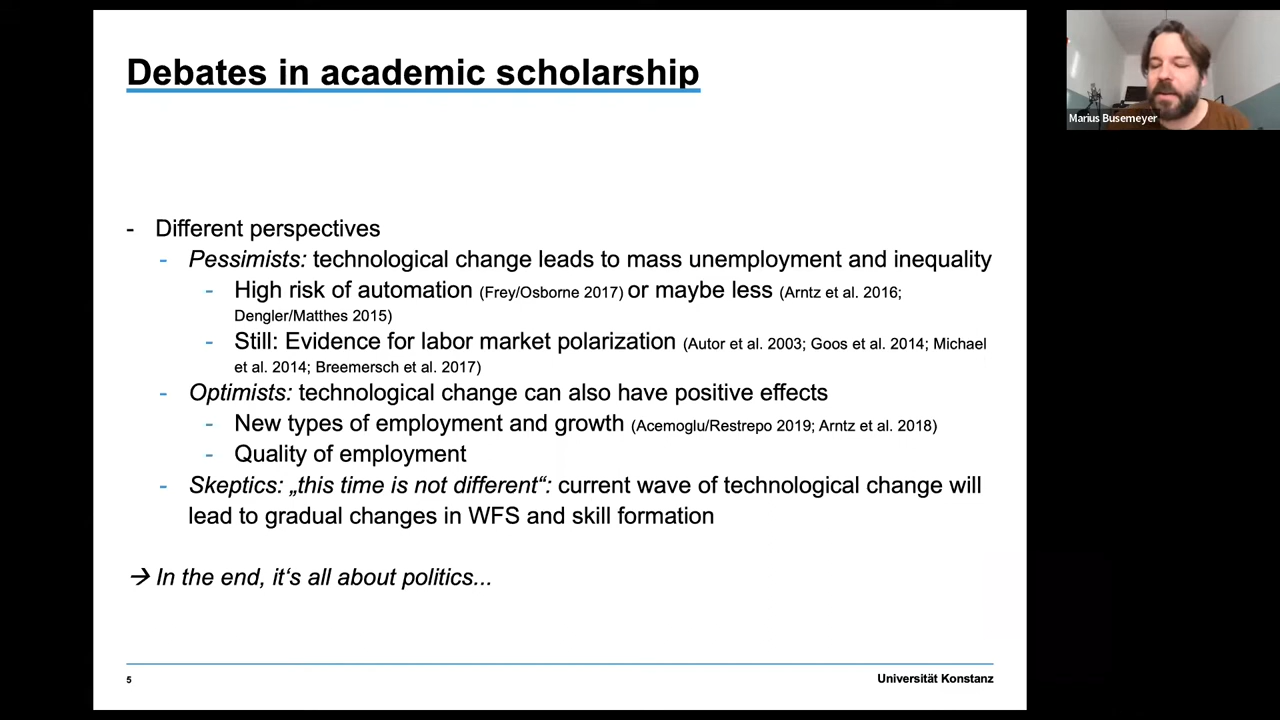 Debates in academic scholarship
Marius Busemeyer
- Different perspectives
- Pessimists: technological change leads to mass unemployment and inequality
- High risk of automation (Frey/Osborne 2017) or maybe less (Arntz et al. 2016;
Dengler/Matthes 2015)
- Still: Evidence for labor market polarization (Autor et al. 2003; Goos et al. 2014; Michael
et al. 2014; Breemersch et al. 2017)
- Optimists: technological change can also have positive effects
- New types of employment and growth (Acemoglu/Restrepo 2019; Arntz et al. 2018)
- Quality of employment
- Skeptics: „this time is not different“: current wave of technological change will
lead to gradual changes in WFS and skill formation
→ In the end, it‘s all about politics...
5
Universität Konstanz